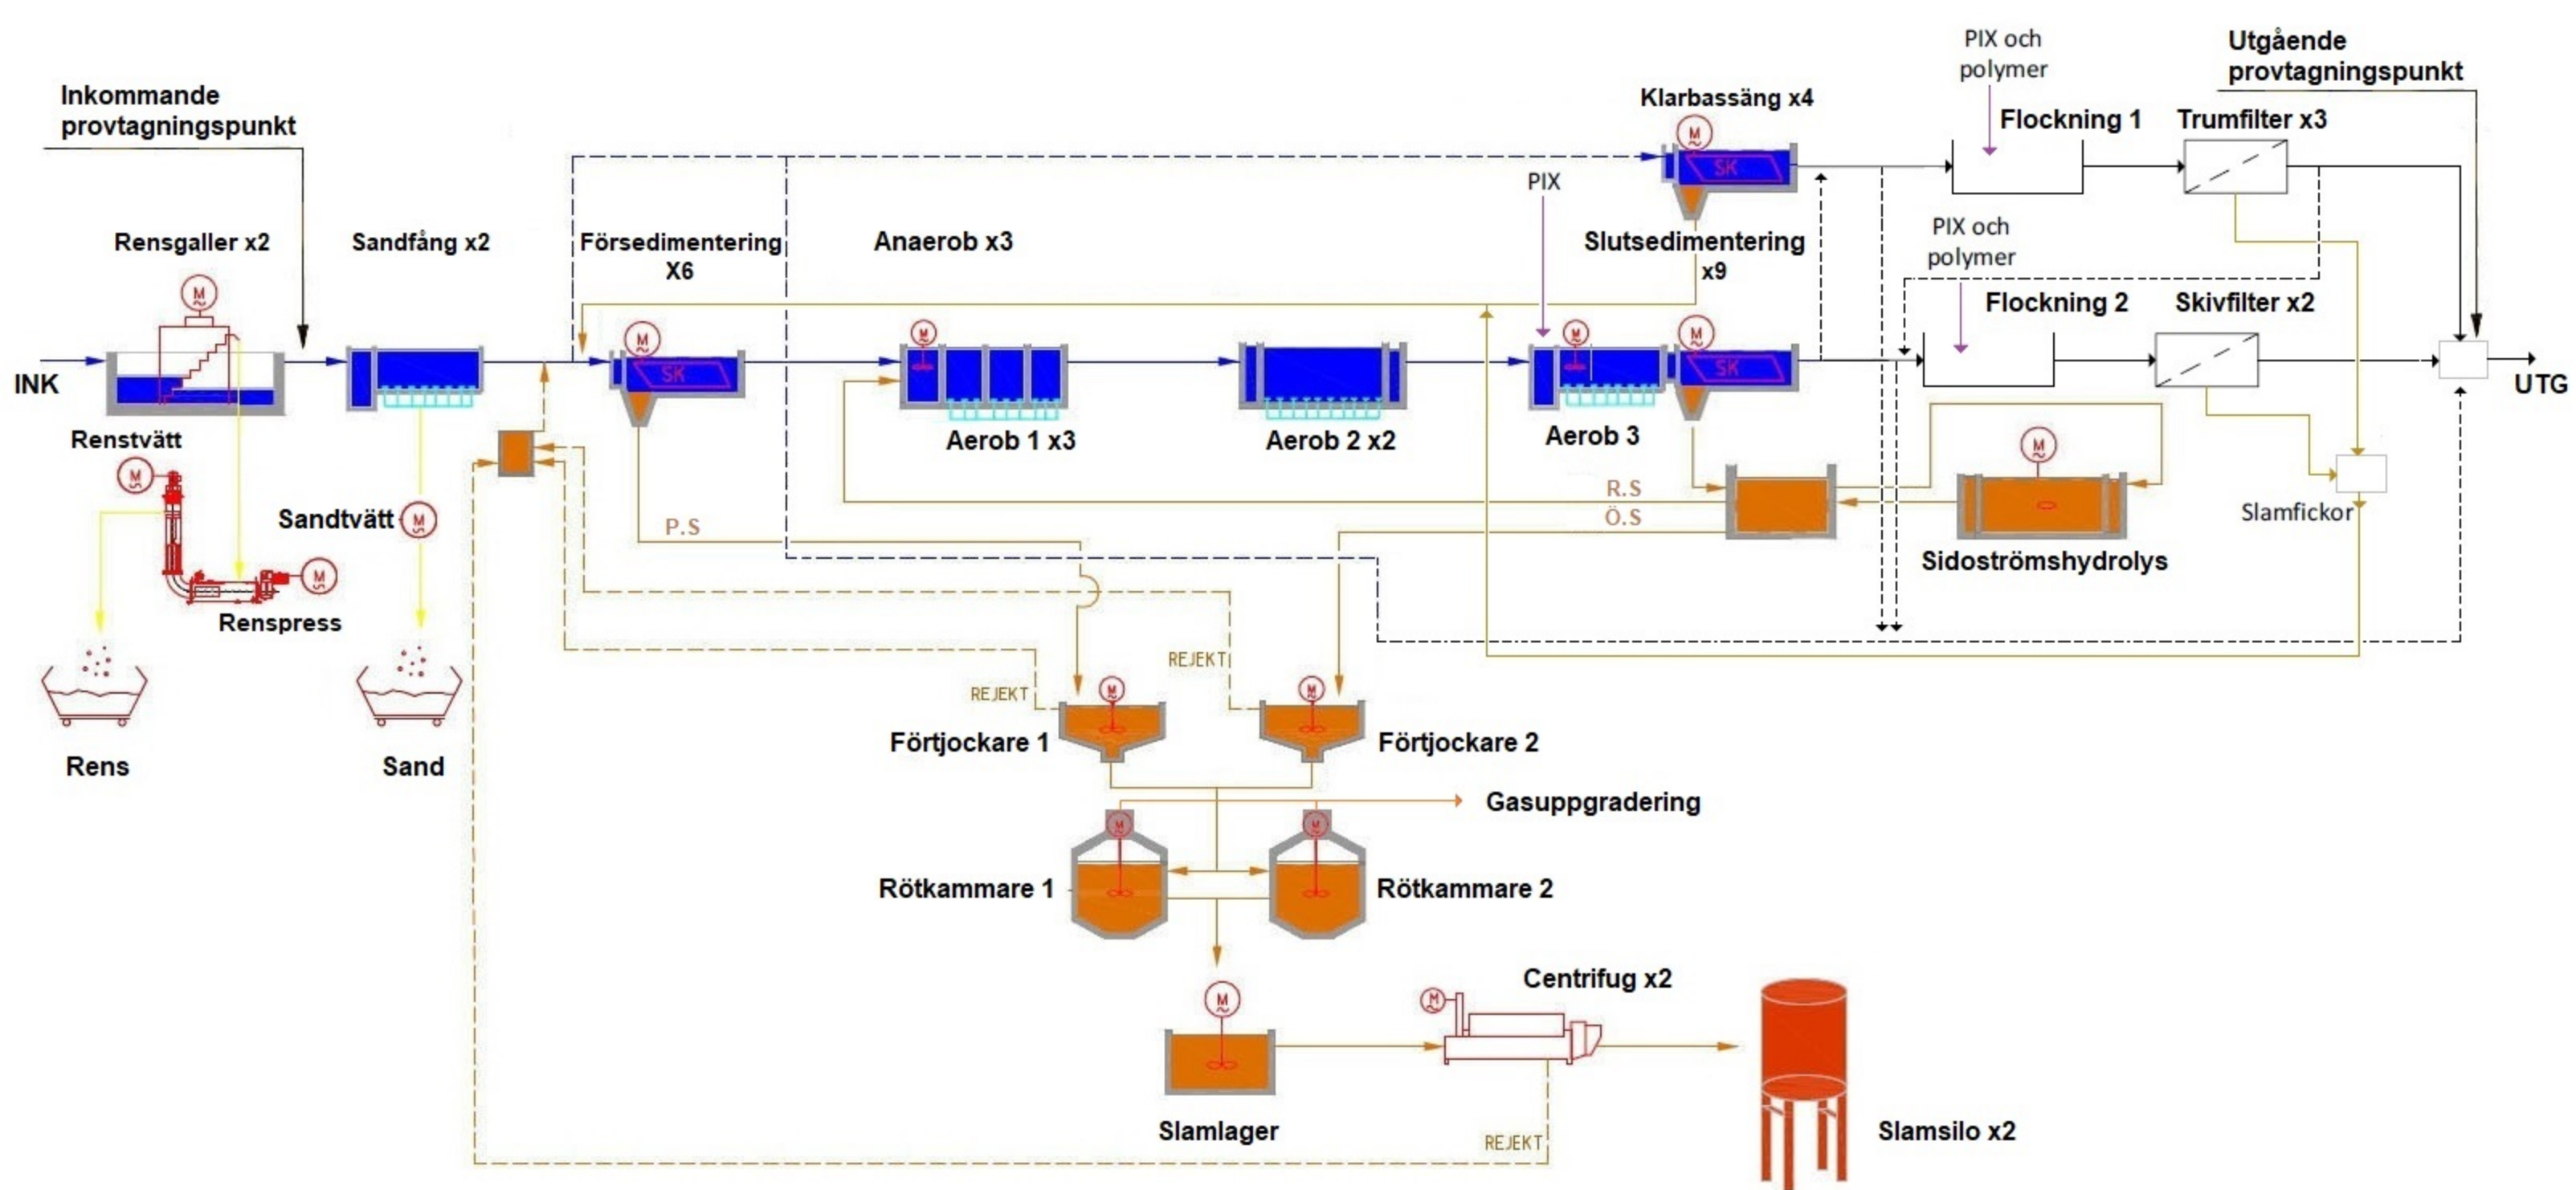 Inkommande
provtagningspunkt
PIX och
polymer
Utgående
provtagningspunkt
Klarbassäng x4
Flockning 1
Trumfilter x3
M
SK
PIX
Rensgaller x2
Sandfång x2
Försedimentering
X6
Anaerob x3
Slutsedimentering
x9
PIX och
polymer
Flockning 2
Skivfilter x2
M
M
SK
M
M
M
SK
INK
UTG
Renstvätt
M
Aerob 1 x3
Aerob 2 x2
Aerob 3
M
R.S
Ö.S
Slamfickor
Sandtvätt
M
P.S
Sidoströmshydrolys
M
Renspress
REJEKT
REJEKT
M
M
Förtjockare 1
Förtjockare 2
Rens
Sand
Gasuppgradering
M
M
Rötkammare 1
Rötkammare 2
Centrifug x2
M
M
Slamlager
REJEKT
Slamsilo x2